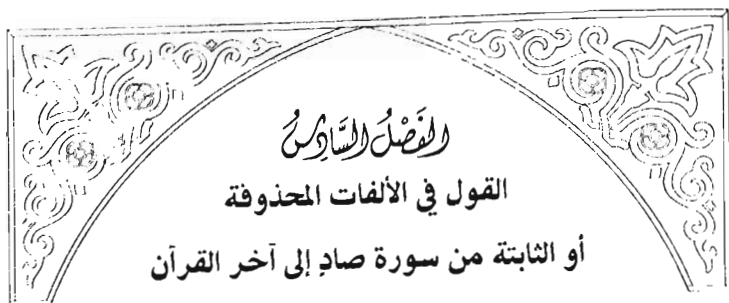 الفَصْلُ السَّادِسُ
القول في الألفات المحذوفة
أو الثابتة من سورة صادِ إلى آخر القرآن